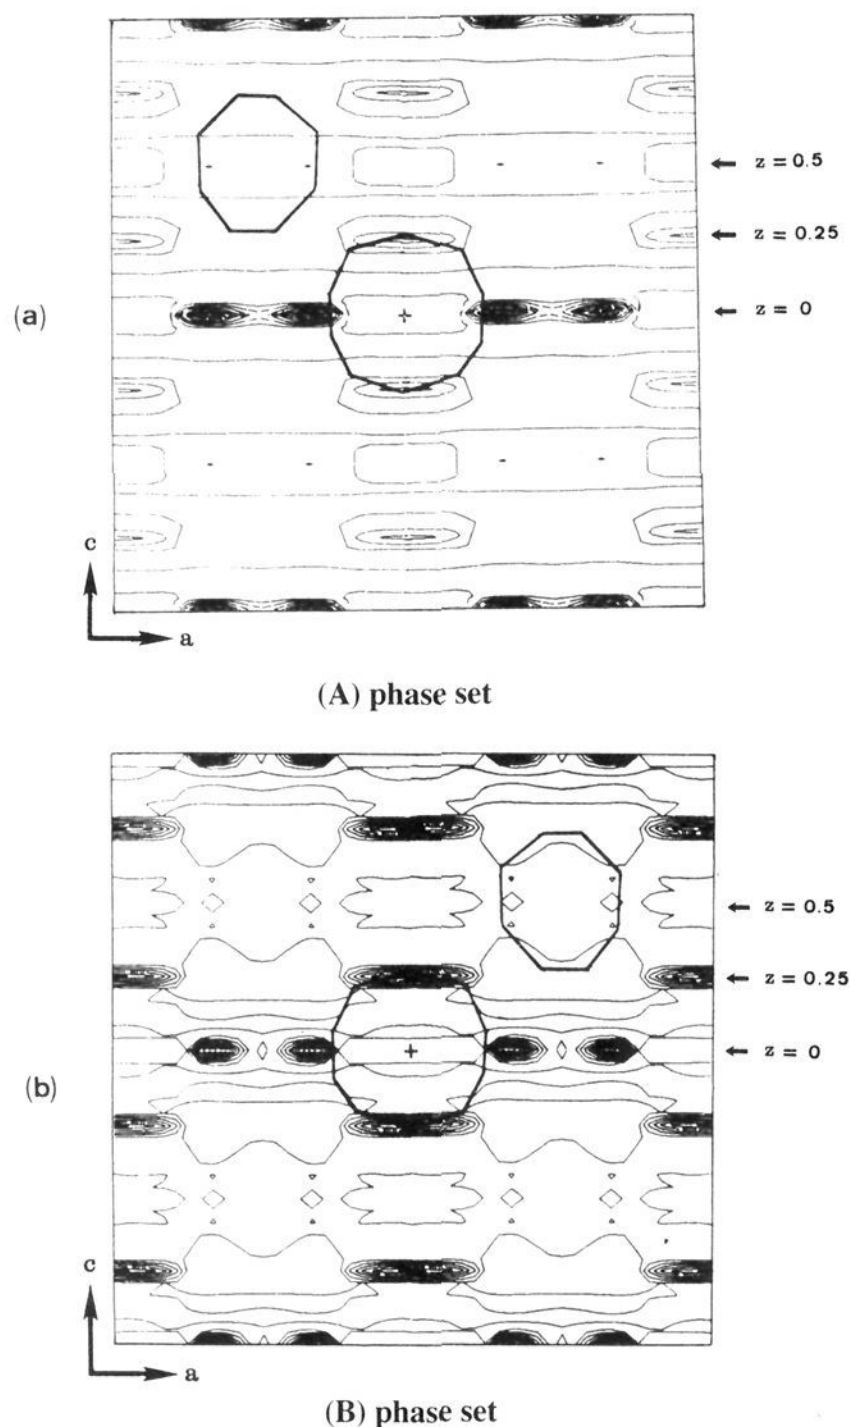 z = 0.5
z = 0.25
(a)
z = 0
c
a
(A) phase set
z = 0.5
z = 0.25
z = 0
(b)
c
a
(B) phase set